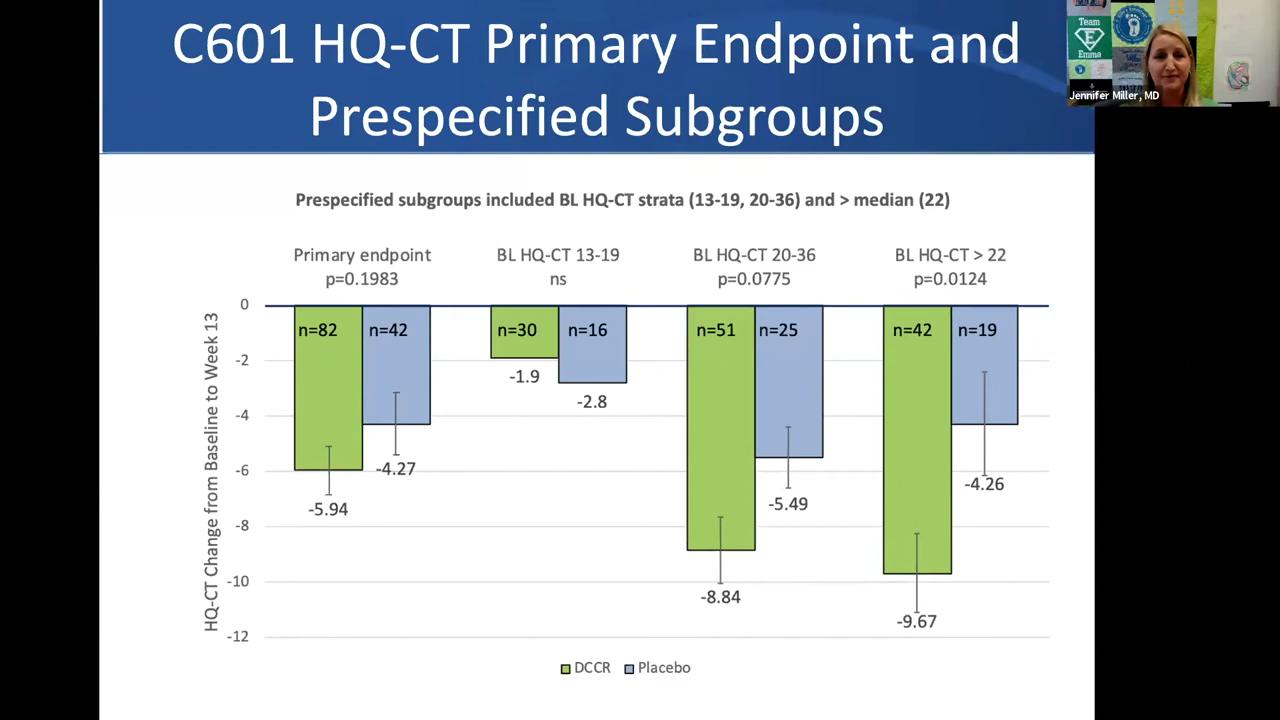 C601 HQ-CT Primary Endpoint and
Prespecified Subgroups
Team
E
Emma
Jennifer Miller, MD
Prespecified subgroups included BL HQ-CT strata (13-19, 20-36) and > median (22)
Primary endpoint
p=0.1983
BL HQ-CT 13-19
ns
BL HQ-CT 20-36
p=0.0775
BL HQ-CT > 22
p=0.0124
HQ-CT Change from Baseline to Week 13
0
-2
-4
-6
-8
-10
-12
n=82
n=42
n=30
n=16
n=51
n=25
n=42
n=19
-5.94
-4.27
-1.9
-2.8
-8.84
-5.49
-9.67
-4.26
DCCR
Placebo